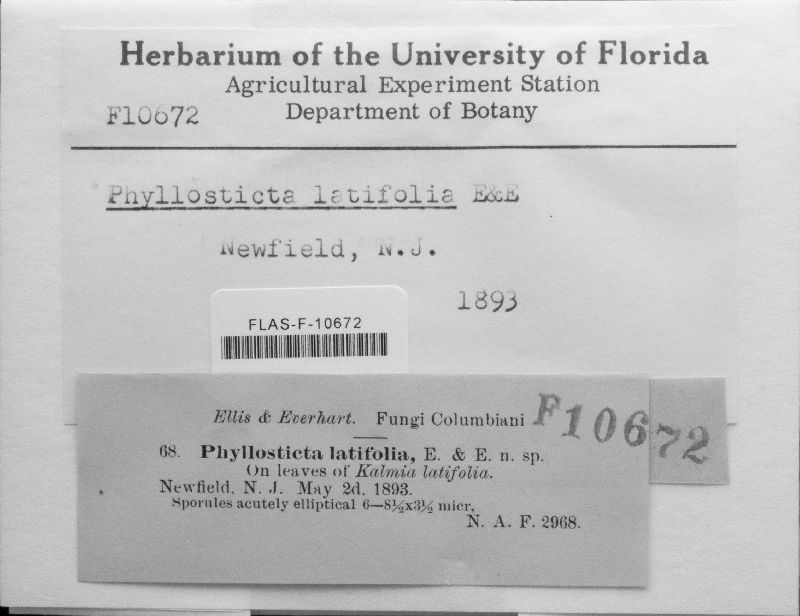 Herbarium of the University of Florida
Agricultural Experiment Station
Department of Botany
F10672
Phyllosticta latifolia E&E
Newfield, N.J.
1893
FLAS-F-10672
Ellis & Everhart. Fungi Columbiani
F10672
68. Phyllosticta latifolia, E. & E. n. sp.
On leaves of Kalmia latifolia.
Newfield, N. J. May 2d, 1893.
Sporules acutely elliptical 6—8½x3½ micr,
N. A. F. 2968.